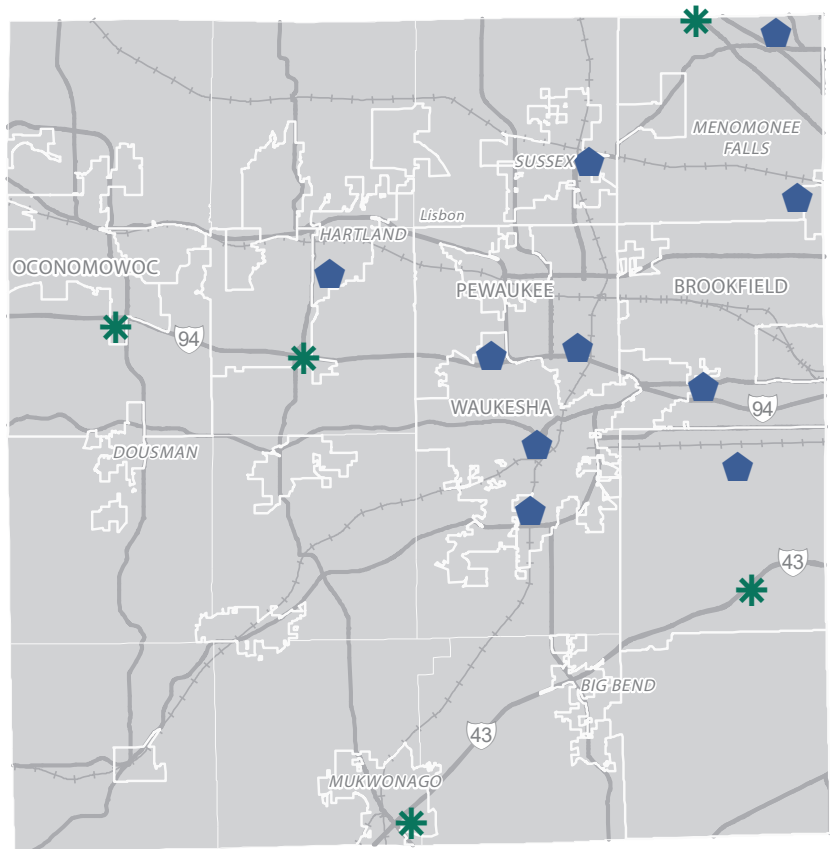 MENOMONEE
FALLS
SUSSEX
Lisbon
HARTLAND
OCONOMOWOC
PEWAUKEE
BROOKFIELD
94
WAUKESHA
94
DOUSMAN
43
BIG BEND
43
MUKWONAGO